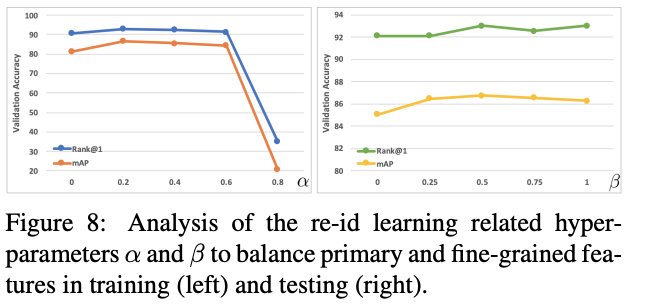 100
90
80
70
60
50
40
30
20
Validation Accuracy
Rank@1
mAP
0 0.2 0.4 0.6 0.8 α
94
92
90
88
86
84
82
80
Validation Accuracy
Rank@1
mAP
0 0.25 0.5 0.75 1 β
Figure 8: Analysis of the re-id learning related hyper-
parameters α and β to balance primary and fine-grained fea-
tures in training (left) and testing (right).